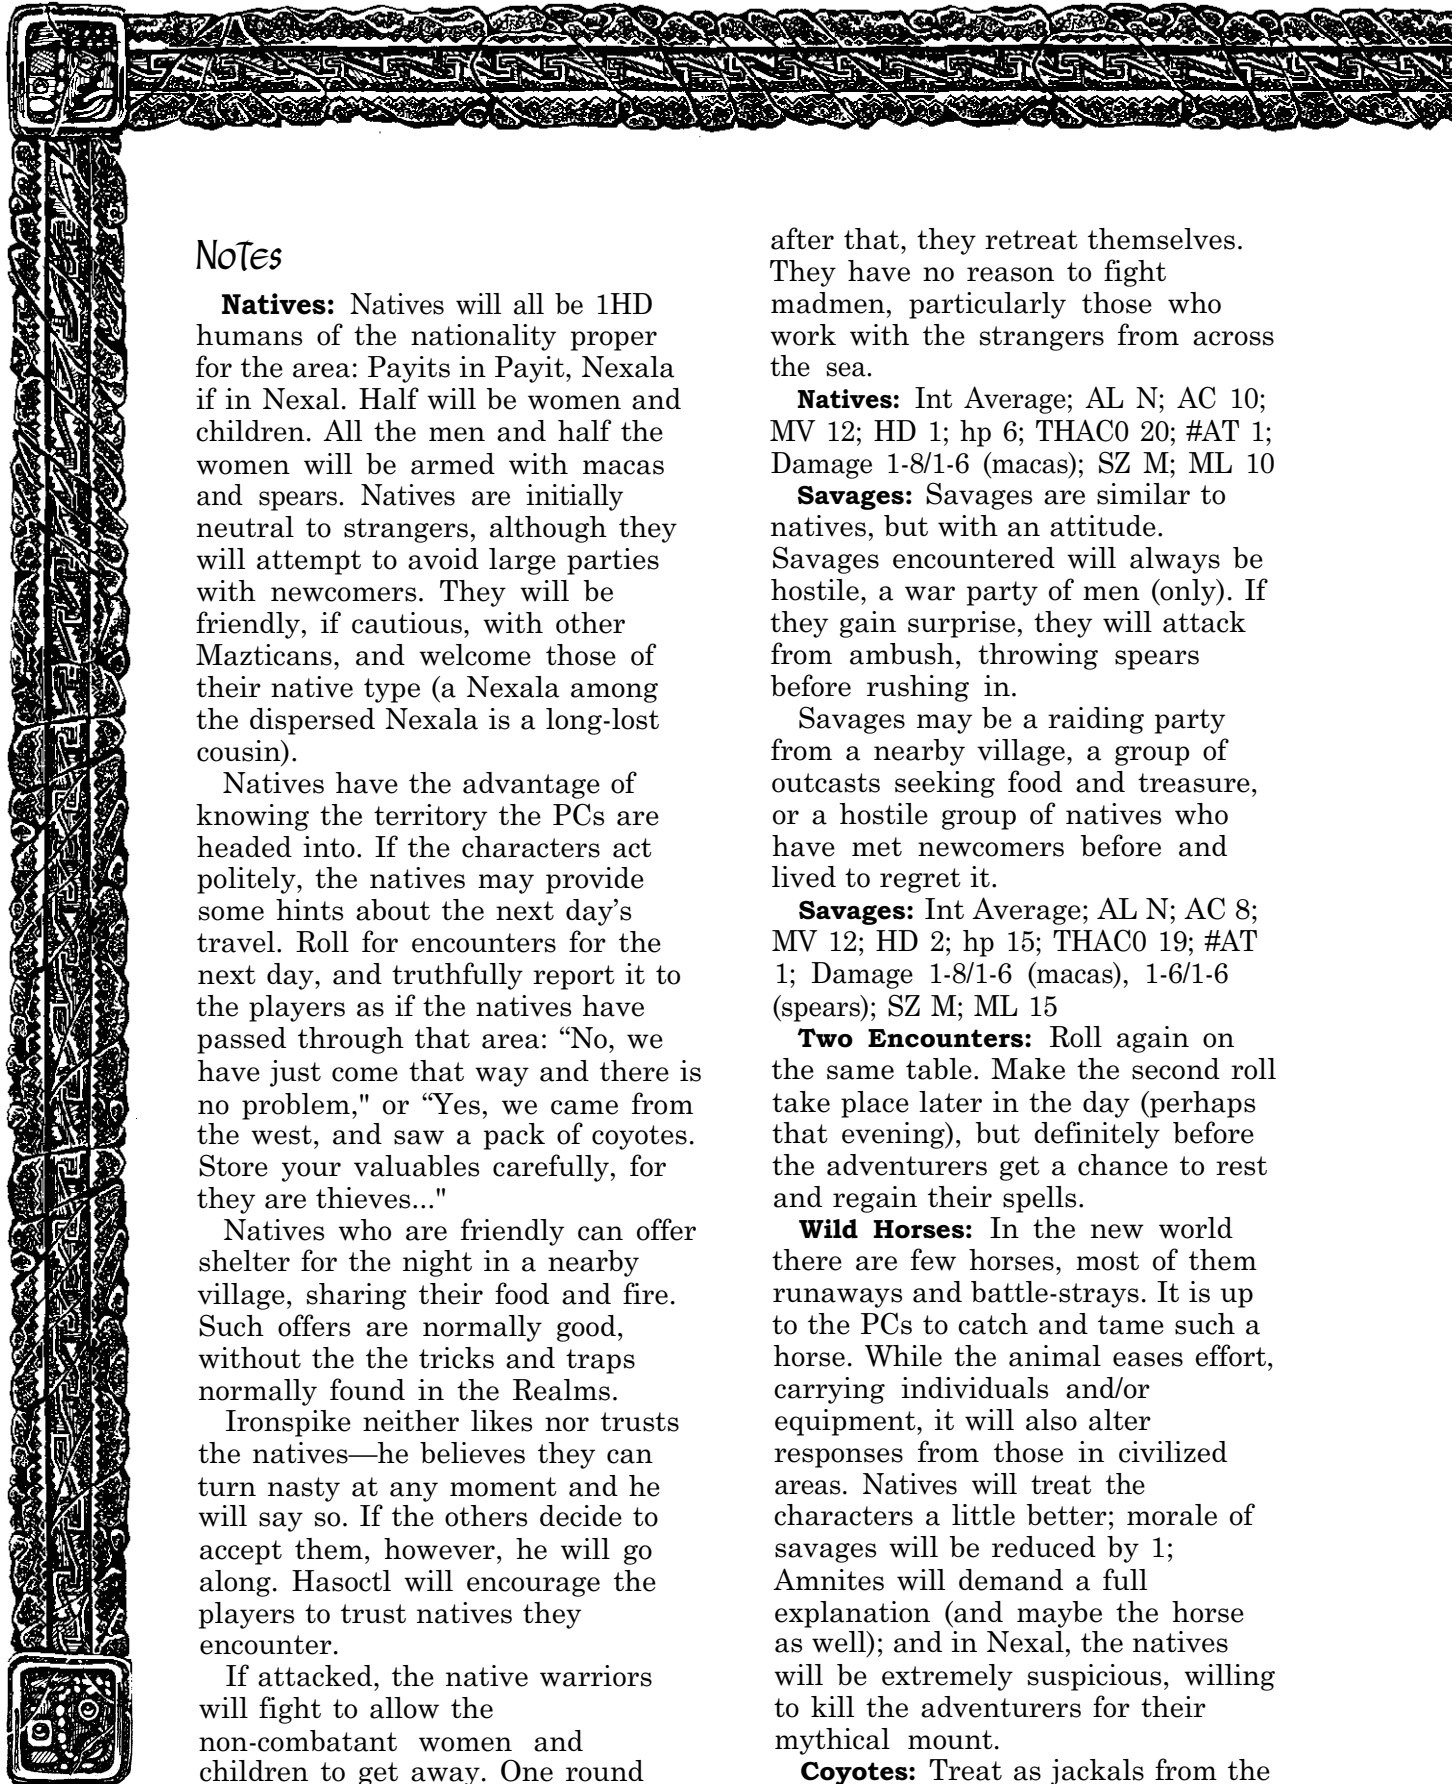 Notes
Natives: Natives will all be 1HD
humans of the nationality proper
for the area: Payits in Payit, Nexala
if in Nexal. Half will be women and
children. All the men and half the
women will be armed with macas
and spears. Natives are initially
neutral to strangers, although they
will attempt to avoid large parties
with newcomers. They will be
friendly, if cautious, with other
Mazticans, and welcome those of
their native type (a Nexala among
the dispersed Nexala is a long-lost
cousin).
Natives have the advantage of
knowing the territory the PCs are
headed into. If the characters act
politely, the natives may provide
some hints about the next day’s
travel. Roll for encounters for the
next day, and truthfully report it to
the players as if the natives have
passed through that area: “No, we
have just come that way and there is
no problem," or “Yes, we came from
the west, and saw a pack of coyotes.
Store your valuables carefully, for
they are thieves..."
Natives who are friendly can offer
shelter for the night in a nearby
village, sharing their food and fire.
Such offers are normally good,
without the the tricks and traps
normally found in the Realms.
Ironspike neither likes nor trusts
the natives—he believes they can
turn nasty at any moment and he
will say so. If the others decide to
accept them, however, he will go
along. Hasoctl will encourage the
players to trust natives they
encounter.
If attacked, the native warriors
will fight to allow the
non-combatant women and
children to get away. One round
after that, they retreat themselves.
They have no reason to fight
madmen, particularly those who
work with the strangers from across
the sea.
Natives: Int Average; AL N; AC 10;
MV 12; HD 1; hp 6; THAC0 20; #AT 1;
Damage 1-8/1-6 (macas); SZ M; ML 10
Savages: Savages are similar to
natives, but with an attitude.
Savages encountered will always be
hostile, a war party of men (only). If
they gain surprise, they will attack
from ambush, throwing spears
before rushing in.
Savages may be a raiding party
from a nearby village, a group of
outcasts seeking food and treasure,
or a hostile group of natives who
have met newcomers before and
lived to regret it.
Savages: Int Average; AL N; AC 8;
MV 12; HD 2; hp 15; THAC0 19; #AT
1; Damage 1-8/1-6 (macas), 1-6/1-6
(spears); SZ M; ML 15
Two Encounters: Roll again on
the same table. Make the second roll
take place later in the day (perhaps
that evening), but definitely before
the adventurers get a chance to rest
and regain their spells.
Wild Horses: In the new world
there are few horses, most of them
runaways and battle-strays. It is up
to the PCs to catch and tame such a
horse. While the animal eases effort,
carrying individuals and/or
equipment, it will also alter
responses from those in civilized
areas. Natives will treat the
characters a little better; morale of
savages will be reduced by 1;
Amnites will demand a full
explanation (and maybe the horse
as well); and in Nexal, the natives
will be extremely suspicious, willing
to kill the adventurers for their
mythical mount.
Coyotes: Treat as jackals from the